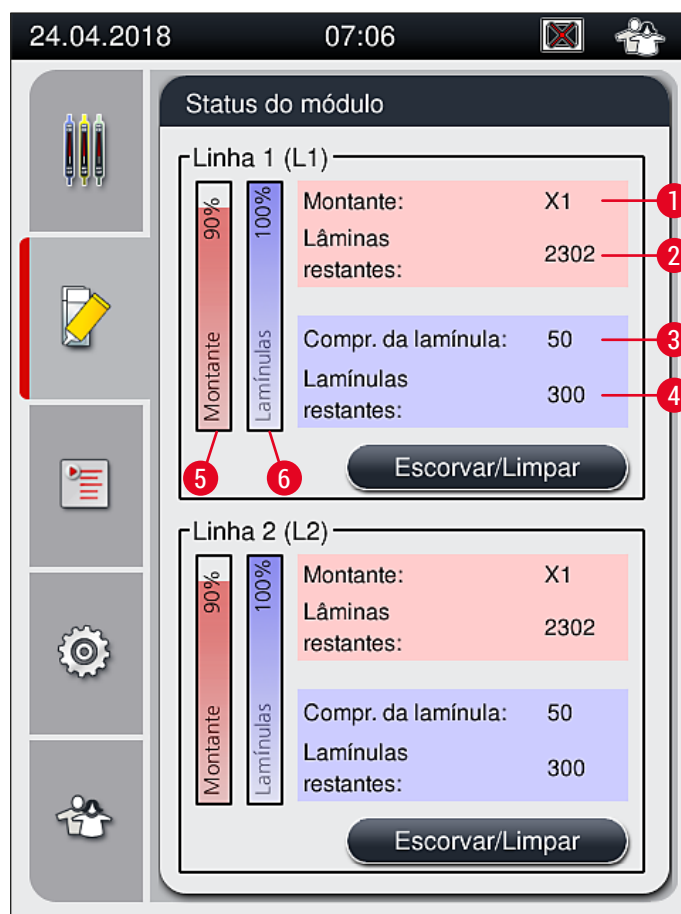 24.04.2018 07:06
Status do módulo
Linha 1 (L1)
90%
Montante
100%
Lamínulas
Montante: X1
1
Lâminas
restantes: 2302
2
Compr. da lamínula: 50
3
Lamínulas
restantes: 300
4
5
6
Escorvar/Limpar
Linha 2 (L2)
90%
Montante
100%
Lamínulas
Montante: X1
Lâminas
restantes: 2302
Compr. da lamínula: 50
Lamínulas
restantes: 300
Escorvar/Limpar